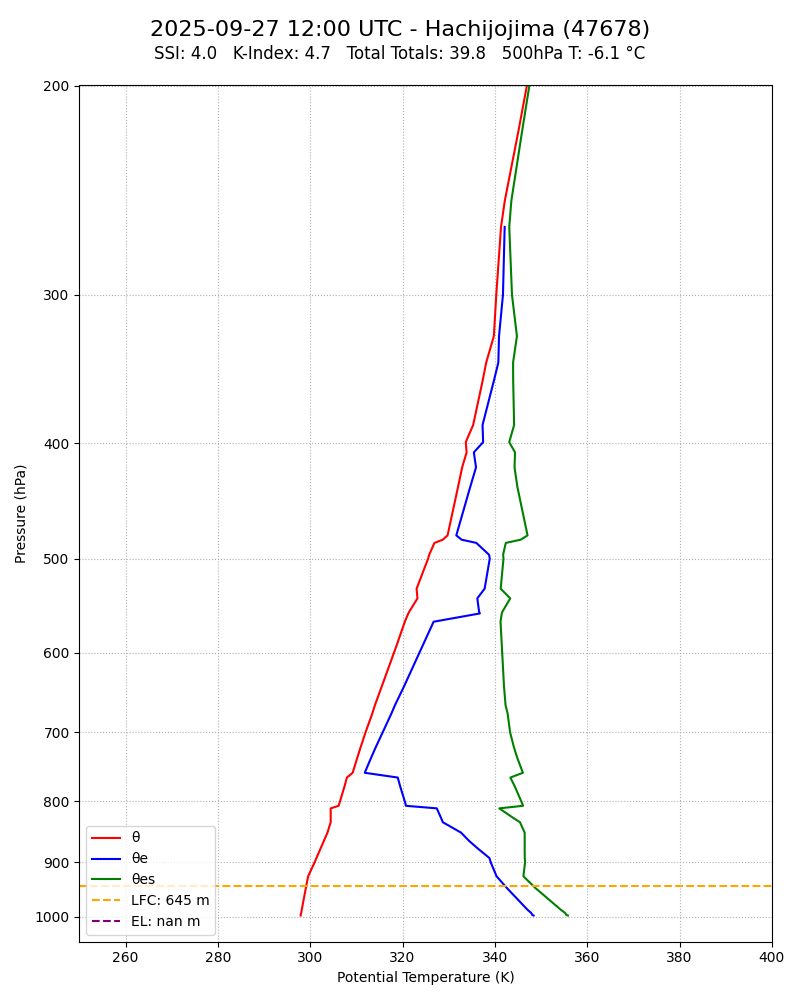 2025-09-27 12:00 UTC - Hachijojima (47678)
SSI: 4.0 K-Index: 4.7 Total Totals: 39.8 500hPa T: -6.1 °C
200
300
400
500
600
700
800
900
1000
Pressure (hPa)
θ
θe
θes
LFC: 645 m
EL: nan m
260 280 300 320 340 360 380 400
Potential Temperature (K)